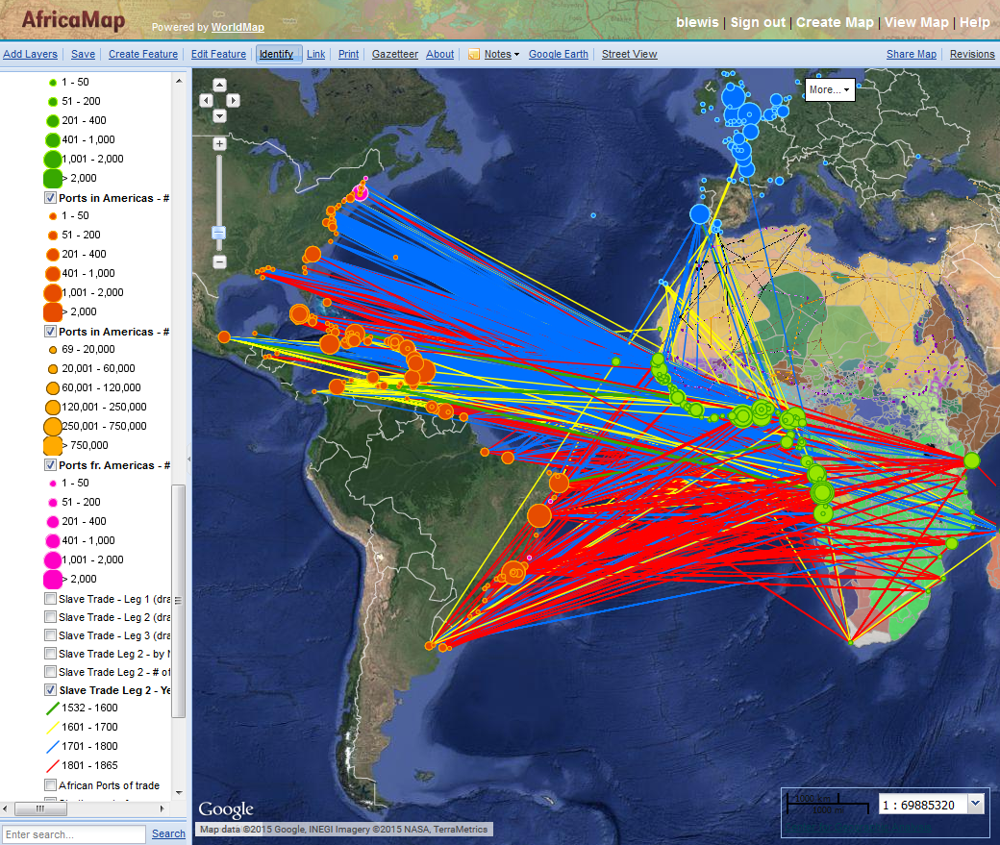 AfricaMap
Powered by WorldMap
blewis | Sign out | Create Map | View Map | Help
Add Layers
Save
Create Feature
Edit Feature
Identify
Link
Print
Gazetteer
About
Notes
Google Earth
Street View
Share Map
Revisions
More...
1 - 50
51 - 200
201 - 400
401 - 1,000
1,001 - 2,000
> 2,000
Ports in Americas - #
1 - 50
51 - 200
201 - 400
401 - 1,000
1,001 - 2,000
> 2,000
Ports in Americas - #
69 - 20,000
20,001 - 60,000
60,001 - 120,000
120,001 - 250,000
250,001 - 750,000
> 750,000
Ports fr. Americas - #
1 - 50
51 - 200
201 - 400
401 - 1,000
1,001 - 2,000
> 2,000
Slave Trade - Leg 1 (dra
Slave Trade - Leg 2 (dra
Slave Trade - Leg 3 (dra
Slave Trade Leg 2 - by
Slave Trade Leg 2 - # of
Slave Trade Leg 2 - Ye
1532 - 1600
1601 - 1700
1701 - 1800
1801 - 1865
African Ports of trade
Enter search...
Search
Google
Map data ©2015 Google, INEGI Imagery ©2015 NASA, TerraMetrics
1000 km
1000 mi
1 : 69885320